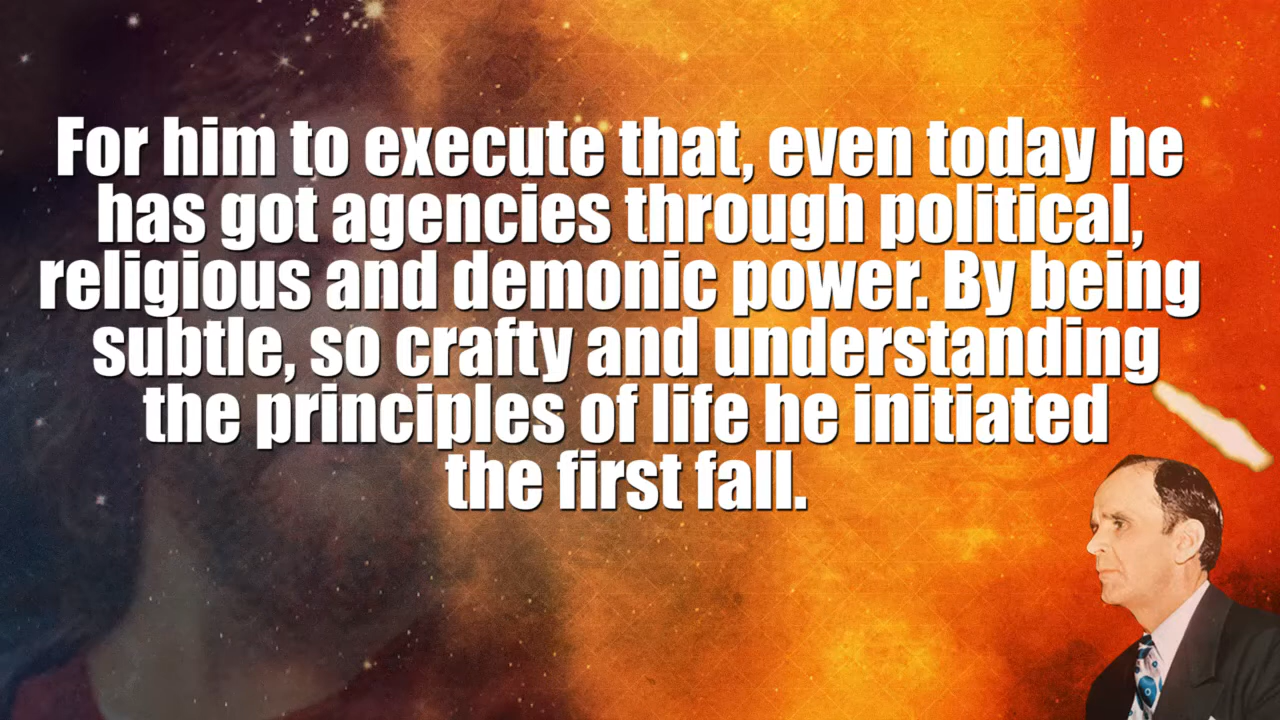 For him to execute that, even today he
has got agencies through political,
religious and demonic power. By being
subtle, so crafty and understanding
the principles of life he initiated
the first fall.